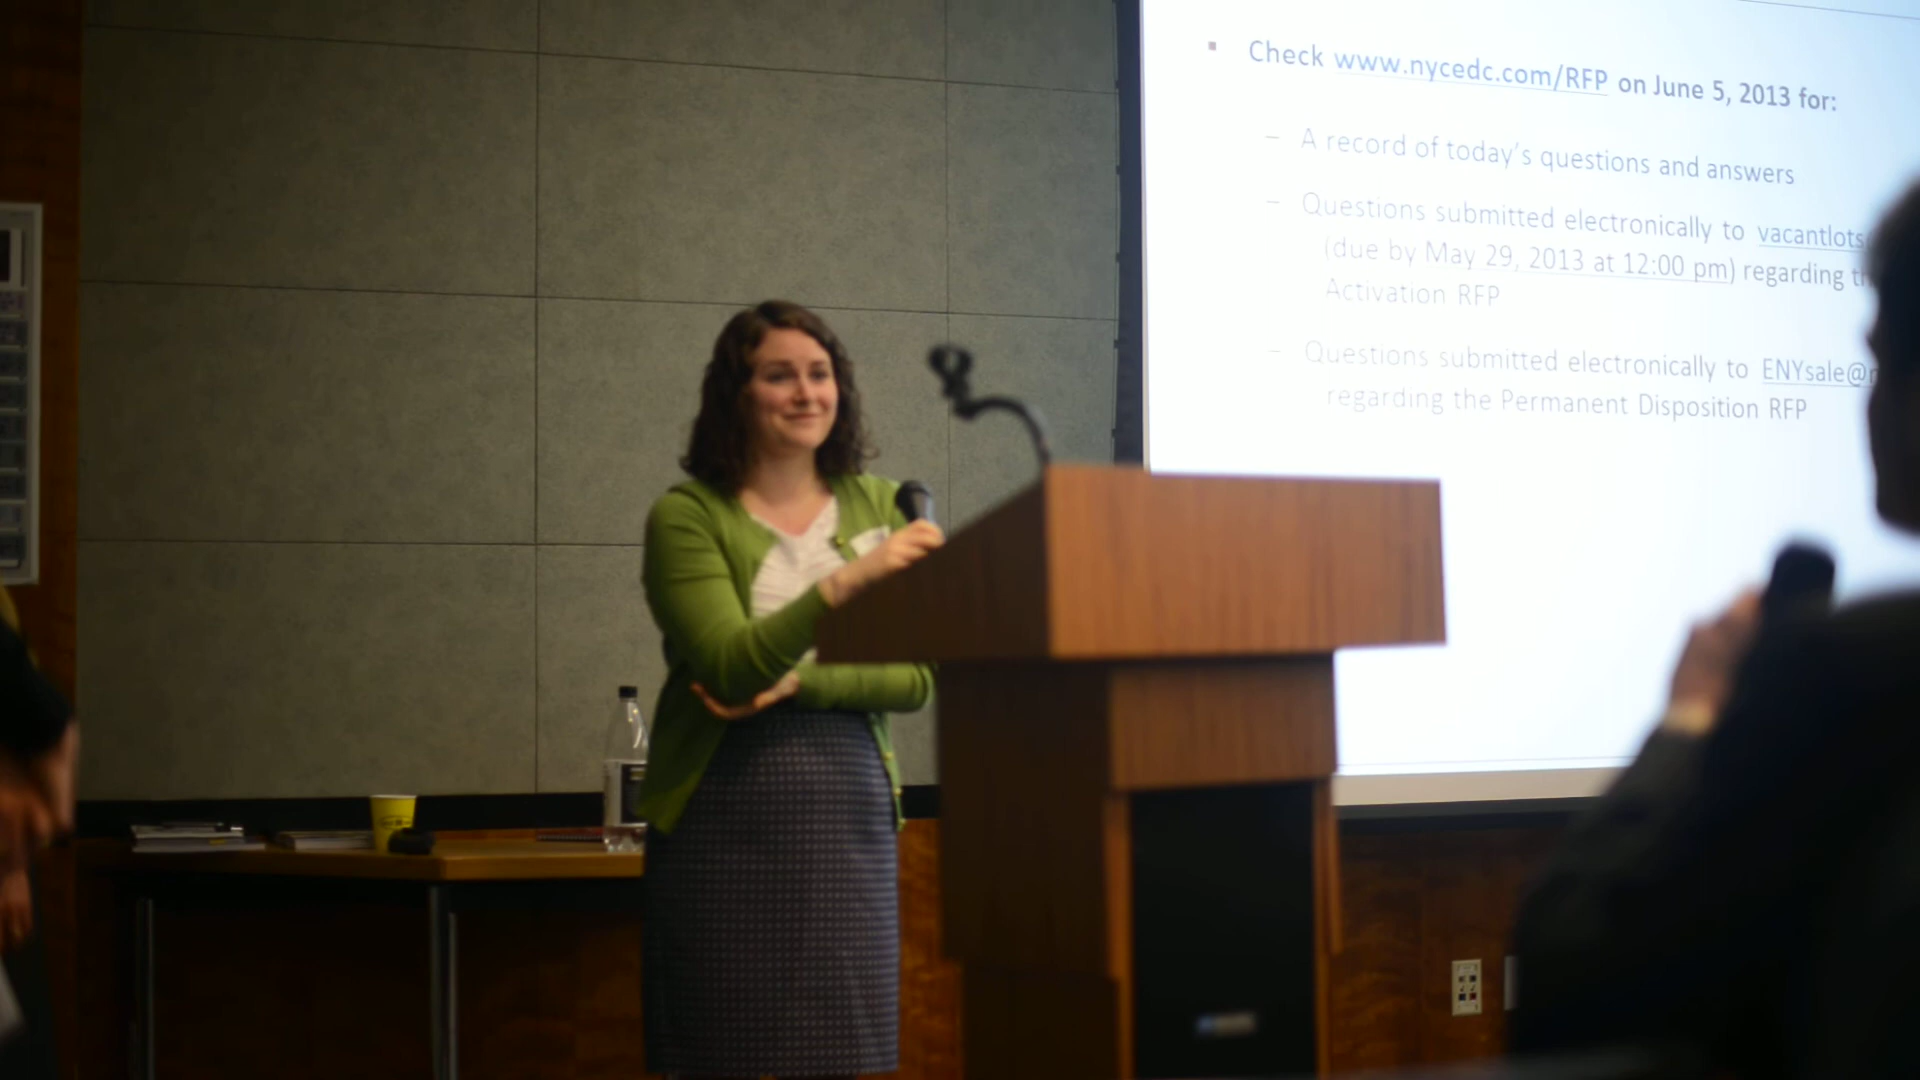 Check www.nycedc.com/RFP on June 5, 2013 for:
– A record of today's questions and answers
– Questions submitted electronically to vacantlots
(due by May 29, 2013 at 12:00 pm) regarding
Activation RFP
– Questions submitted electronically to ENYsale@
regarding the Permanent Disposition RFP